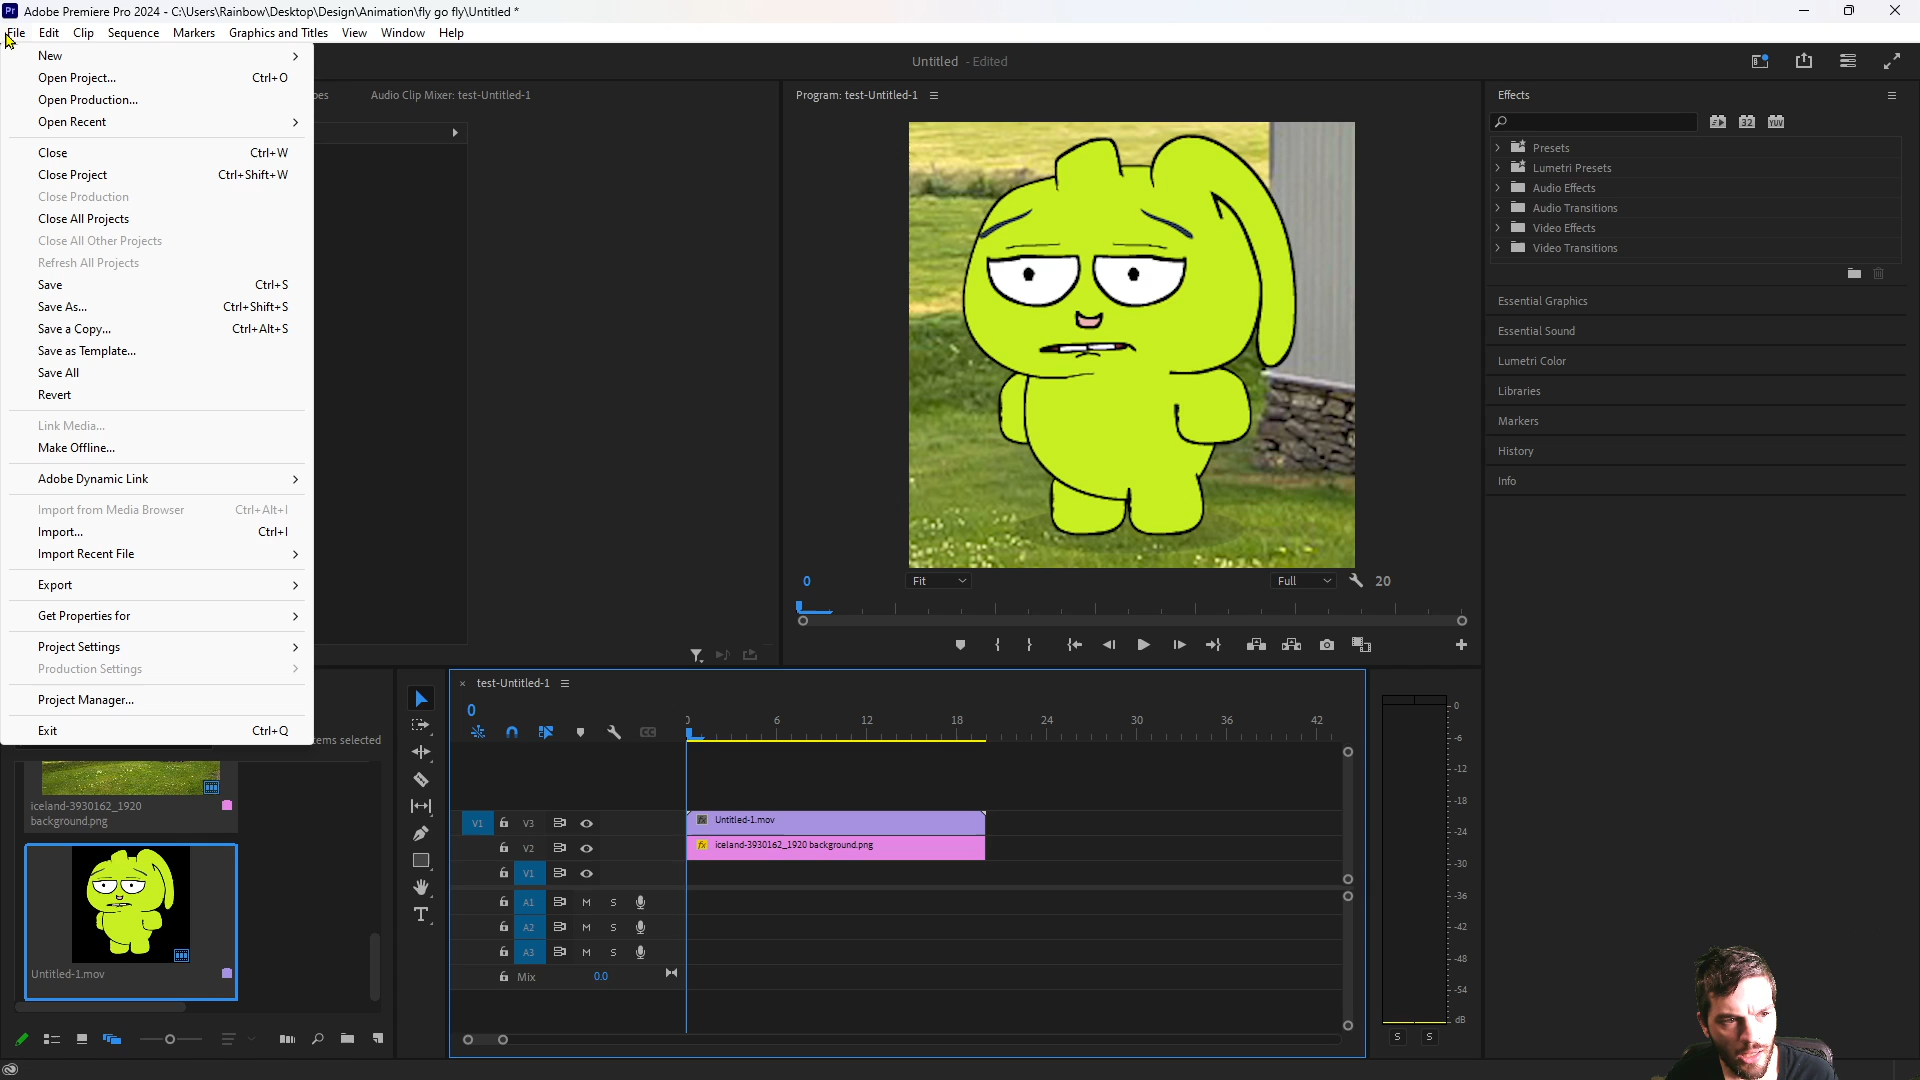 Pr Adobe Premiere Pro 2024 - C:\Users\Rainbow\Desktop\Design\Animation\fly go fly\Untitled *
File Edit Clip Sequence Markers Graphics and Titles View Window Help
Untitled - Edited
New
Open Project... Ctrl+O
Open Production...
Open Recent
Close Ctrl+W
Close Project Ctrl+Shift+W
Close Production
Close All Projects
Close All Other Projects
Refresh All Projects
Save Ctrl+S
Save As... Ctrl+Shift+S
Save a Copy... Ctrl+Alt+S
Save as Template...
Save All
Revert
Link Media...
Make Offline...
Adobe Dynamic Link
Import from Media Browser Ctrl+Alt+I
Import... Ctrl+I
Import Recent File
Export
Get Properties for
Project Settings
Production Settings
Project Manager...
Exit Ctrl+Q
pes Audio Clip Mixer: test-Untitled-1
Program: test-Untitled-1
0 Fit Full 20
Effects
32 YUV
Presets
Lumetri Presets
Audio Effects
Audio Transitions
Video Effects
Video Transitions
Essential Graphics
Essential Sound
Lumetri Color
Libraries
Markers
History
Info
ems selected
iceland-3930162_1920
background.png
Untitled-1.mov
× test-Untitled-1
0
CC
0 6 12 18 24 30 36 42
V1 V3 fx Untitled-1.mov
V2 fx iceland-3930162_1920 background.png
V1
A1 M S
A2 M S
A3 M S
Mix 0.0
T
0
-6
-12
-18
-24
-30
-36
-42
-48
-54
dB
S S